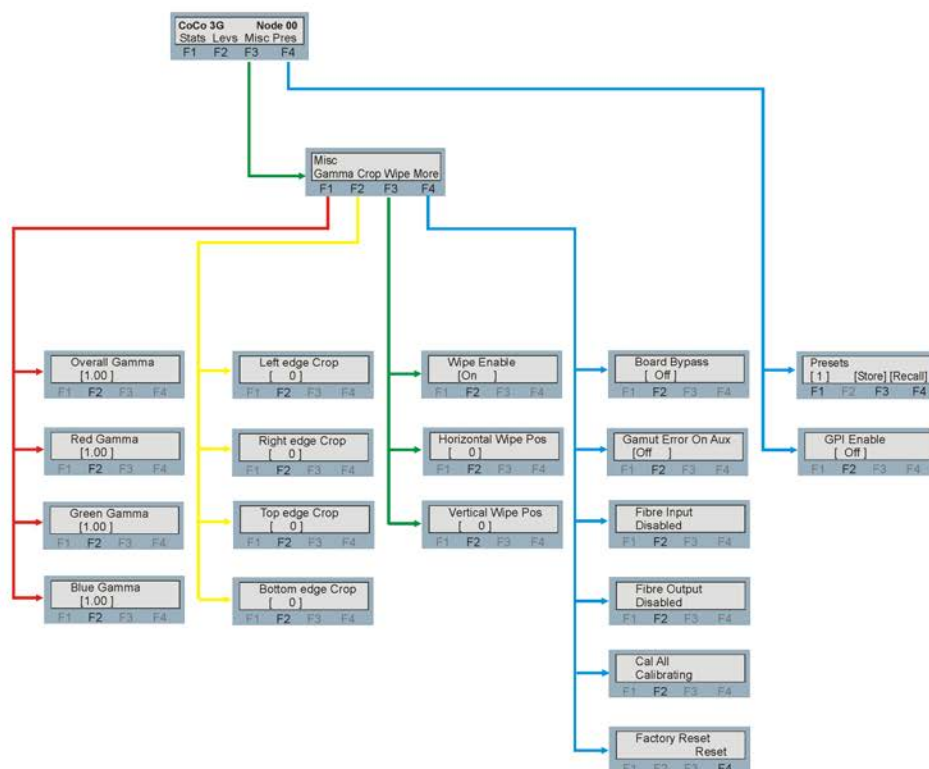 CoCo 3G Node 00
Stats Levs Misc Pres
F1 F2 F3 F4
Misc
Gamma Crop Wipe More
F1 F2 F3 F4
Overall Gamma
[1.00 ]
F1 F2 F3 F4
Red Gamma
[1.00 ]
F1 F2 F3 F4
Green Gamma
[1.00 ]
F1 F2 F3 F4
Blue Gamma
[1.00 ]
F1 F2 F3 F4
Left edge Crop
[ 0]
F1 F2 F3 F4
Right edge Crop
[ 0]
F1 F2 F3 F4
Top edge Crop
[ 0]
F1 F2 F3 F4
Bottom edge Crop
[ 0]
F1 F2 F3 F4
Wipe Enable
[On ]
F1 F2 F3 F4
Horizontal Wipe Pos
[ 0]
F1 F2 F3 F4
Vertical Wipe Pos
[ 0]
F1 F2 F3 F4
Board Bypass
[ Off ]
F1 F2 F3 F4
Gamut Error On Aux
[Off ]
F1 F2 F3 F4
Fibre Input
Disabled
F1 F2 F3 F4
Fibre Output
Disabled
F1 F2 F3 F4
Cal All
Calibrating
F1 F2 F3 F4
Factory Reset
Reset
F1 F2 F3 F4
Presets
[ 1 ] [Store] [Recall]
F1 F2 F3 F4
GPI Enable
[ Off ]
F1 F2 F3 F4